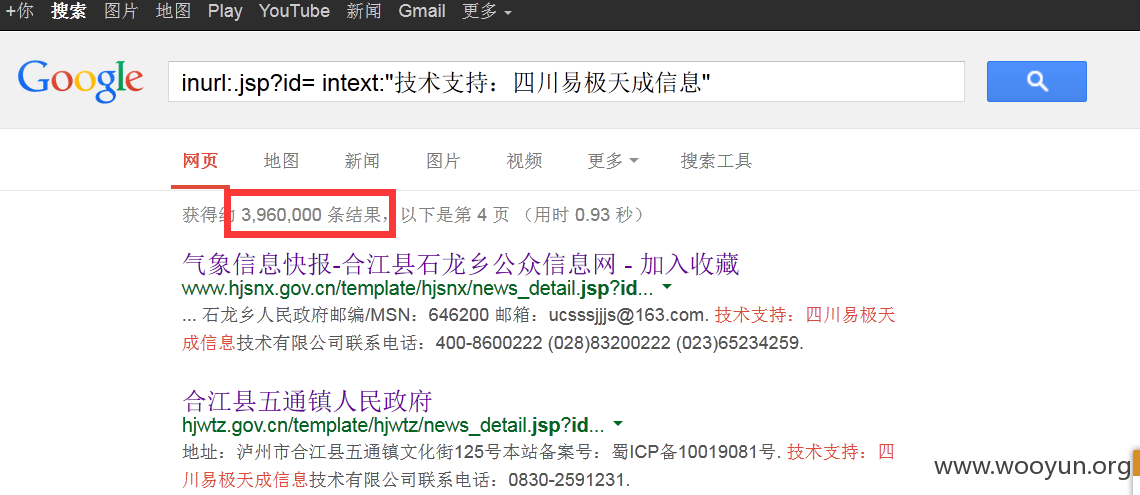 +你 搜索 图片 地图 Play YouTube 新闻 Gmail 更多
Google
inurl:.jsp?id= intext:"技术支持：四川易极天成信息"
网页 地图 新闻 图片 视频 更多 搜索工具
获得约 3,960,000 条结果，以下是第 4 页 （用时 0.93 秒）
气象信息快报-合江县石龙乡公众信息网 - 加入收藏
www.hjsnx.gov.cn/template/hjsnx/news_detail.jsp?id...
... 石龙乡人民政府邮编/MSN：646200 邮箱：ucsssjjjs@163.com. 技术支持：四川易极天
成信息技术有限公司联系电话：400-8600222 (028)83200222 (023)65234259.
合江县五通镇人民政府
hjwtz.gov.cn/template/hjwtz/news_detail.jsp?id...
地址：泸州市合江县五通镇文化街125号本站备案号：蜀ICP备10019081号. 技术支持：四
川易极天成信息技术有限公司联系电话：0830-2591231.
www.wooyun.org